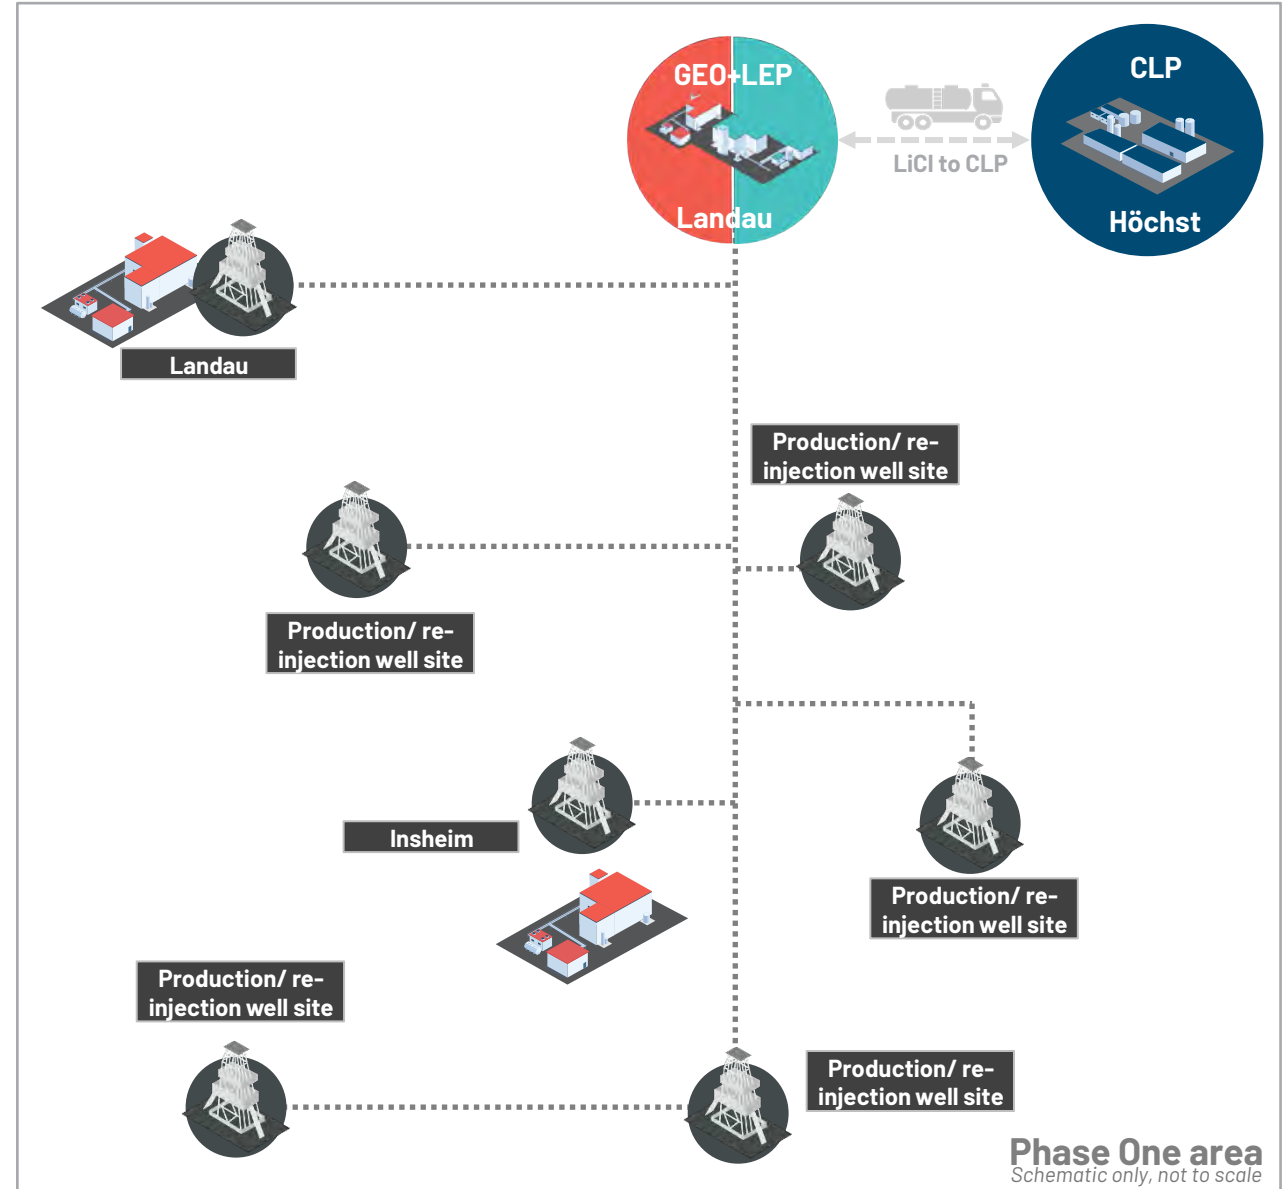 GEO+LEP
Landau
LiCl to CLP
CLP
Höchst
Landau
Production/ re-
injection well site
Production/ re-
injection well site
Insheim
Production/ re-
injection well site
Production/ re-
injection well site
Production/ re-
injection well site
Phase One area
Schematic only, not to scale